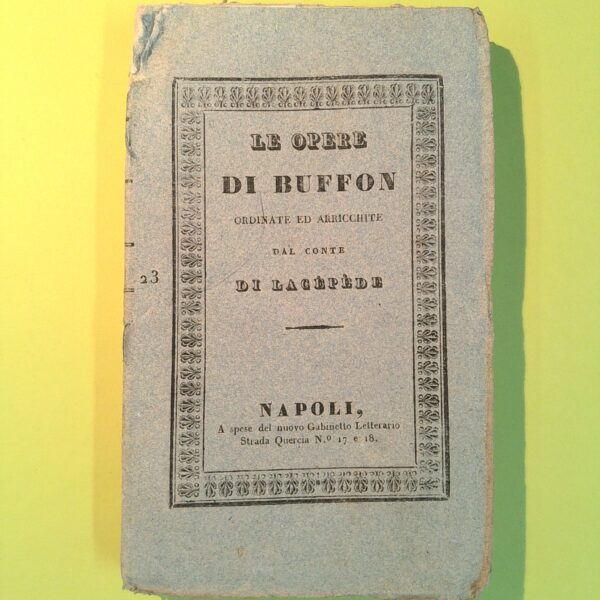 LE OPERE
DI BUFFON
ORDINATE ED ARRICCHITE
DAL CONTE
DI LACÉPÈDE
23
NAPOLI,
A spese del nuovo Gabinetto Letterario
Strada Quercia N.º 17 e 18.